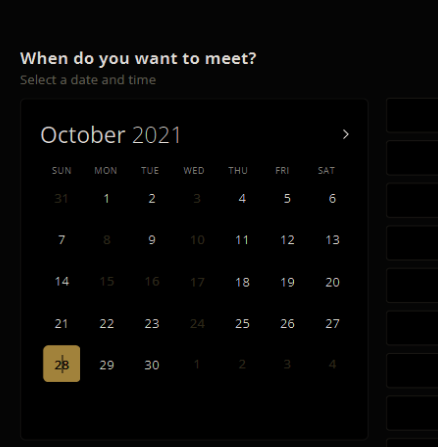 When do you want to meet?
Select a date and time
October 2021
SUN MON TUE WED THU FRI SAT
31 1 2 3 4 5 6
7 8 9 10 11 12 13
14 15 16 17 18 19 20
21 22 23 24 25 26 27
28 29 30 1 2 3 4